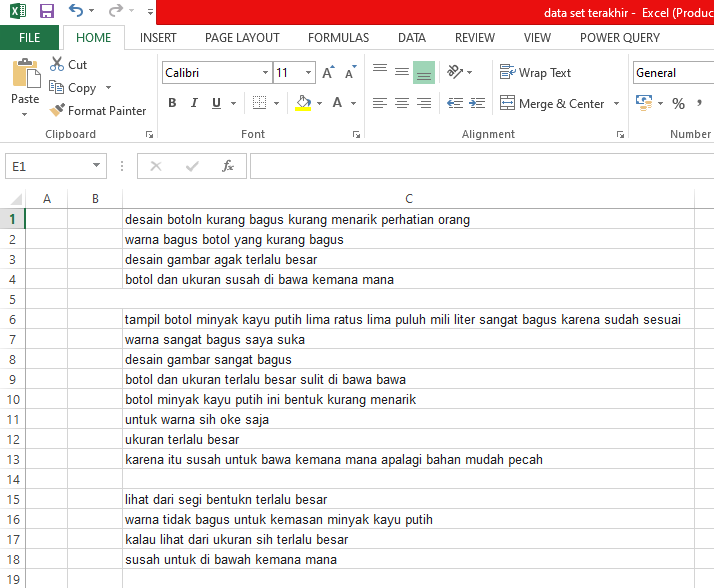 data set terakhir - Excel (Produc
FILE HOME INSERT PAGE LAYOUT FORMULAS DATA REVIEW VIEW POWER QUERY
Cut
Copy
Format Painter
Paste
Clipboard
Calibri 11
B I U
Font
Wrap Text
Merge & Center
Alignment
General
%
Number
E1
fx
A B C
1 desain botoln kurang bagus kurang menarik perhatian orang
2 warna bagus botol yang kurang bagus
3 desain gambar agak terlalu besar
4 botol dan ukuran susah di bawa kemana mana
5
6 tampil botol minyak kayu putih lima ratus lima puluh mili liter sangat bagus karena sudah sesuai
7 warna sangat bagus saya suka
8 desain gambar sangat bagus
9 botol dan ukuran terlalu besar sulit di bawa bawa
10 botol minyak kayu putih ini bentuk kurang menarik
11 untuk warna sih oke saja
12 ukuran terlalu besar
13 karena itu susah untuk bawa kemana mana apalagi bahan mudah pecah
14
15 lihat dari segi bentukn terlalu besar
16 warna tidak bagus untuk kemasan minyak kayu putih
17 kalau lihat dari ukuran sih terlalu besar
18 susah untuk di bawah kemana mana
19